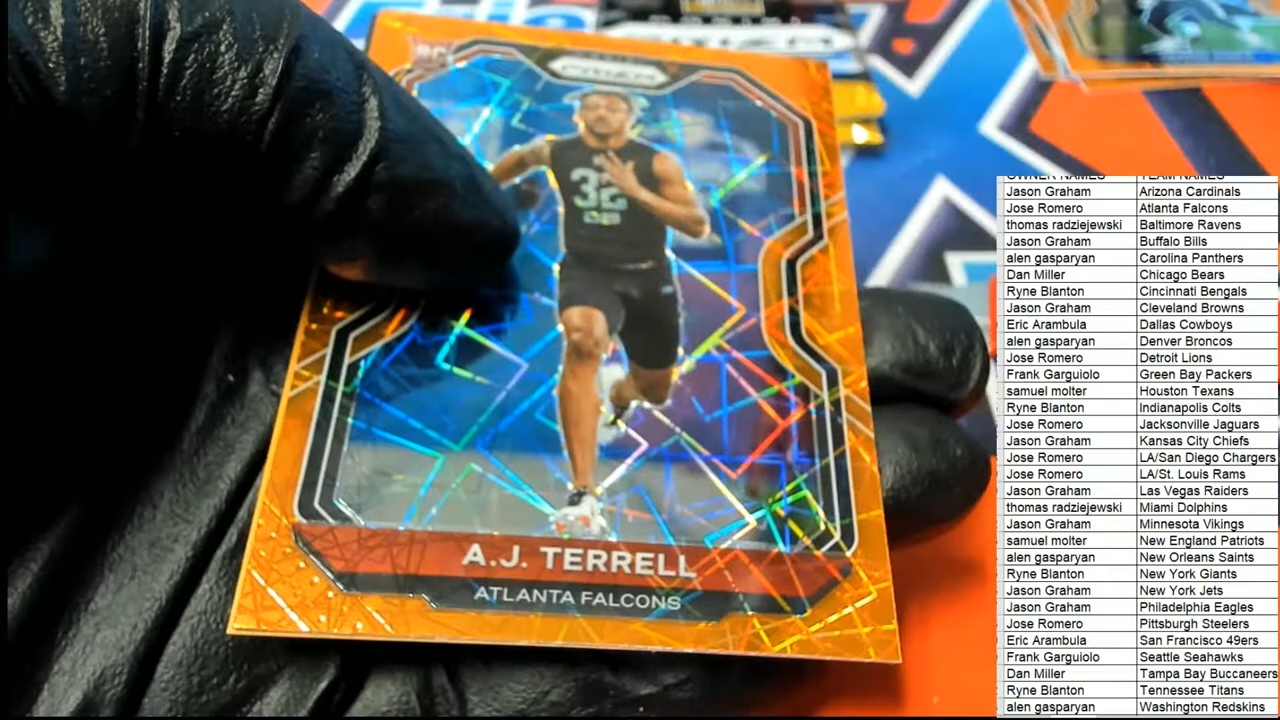 RC
PRIZM
32
A.J. TERRELL
ATLANTA FALCONS
OWNER NAMES TEAM NAMES
Jason Graham Arizona Cardinals
Jose Romero Atlanta Falcons
thomas radziejewski Baltimore Ravens
Jason Graham Buffalo Bills
alen gasparyan Carolina Panthers
Dan Miller Chicago Bears
Ryne Blanton Cincinnati Bengals
Jason Graham Cleveland Browns
Eric Arambula Dallas Cowboys
alen gasparyan Denver Broncos
Jose Romero Detroit Lions
Frank Garguiolo Green Bay Packers
samuel molter Houston Texans
Ryne Blanton Indianapolis Colts
Jose Romero Jacksonville Jaguars
Jason Graham Kansas City Chiefs
Jose Romero LA/San Diego Chargers
Jose Romero LA/St. Louis Rams
Jason Graham Las Vegas Raiders
thomas radziejewski Miami Dolphins
Jason Graham Minnesota Vikings
samuel molter New England Patriots
alen gasparyan New Orleans Saints
Ryne Blanton New York Giants
Jason Graham New York Jets
Jason Graham Philadelphia Eagles
Jose Romero Pittsburgh Steelers
Eric Arambula San Francisco 49ers
Frank Garguiolo Seattle Seahawks
Dan Miller Tampa Bay Buccaneers
Ryne Blanton Tennessee Titans
alen gasparyan Washington Redskins